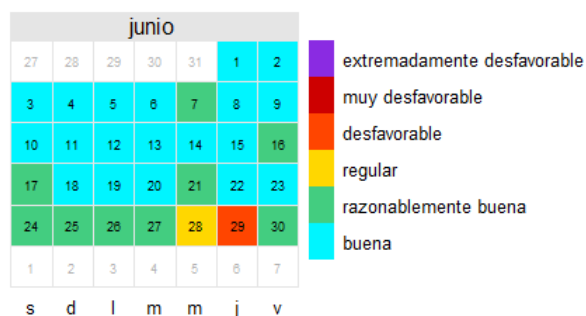 junio
27 28 29 30 31 1 2
3 4 5 6 7 8 9
10 11 12 13 14 15 16
17 18 19 20 21 22 23
24 25 26 27 28 29 30
1 2 3 4 5 6 7
s d l m m j v
extremadamente desfavorable
muy desfavorable
desfavorable
regular
razonablemente buena
buena